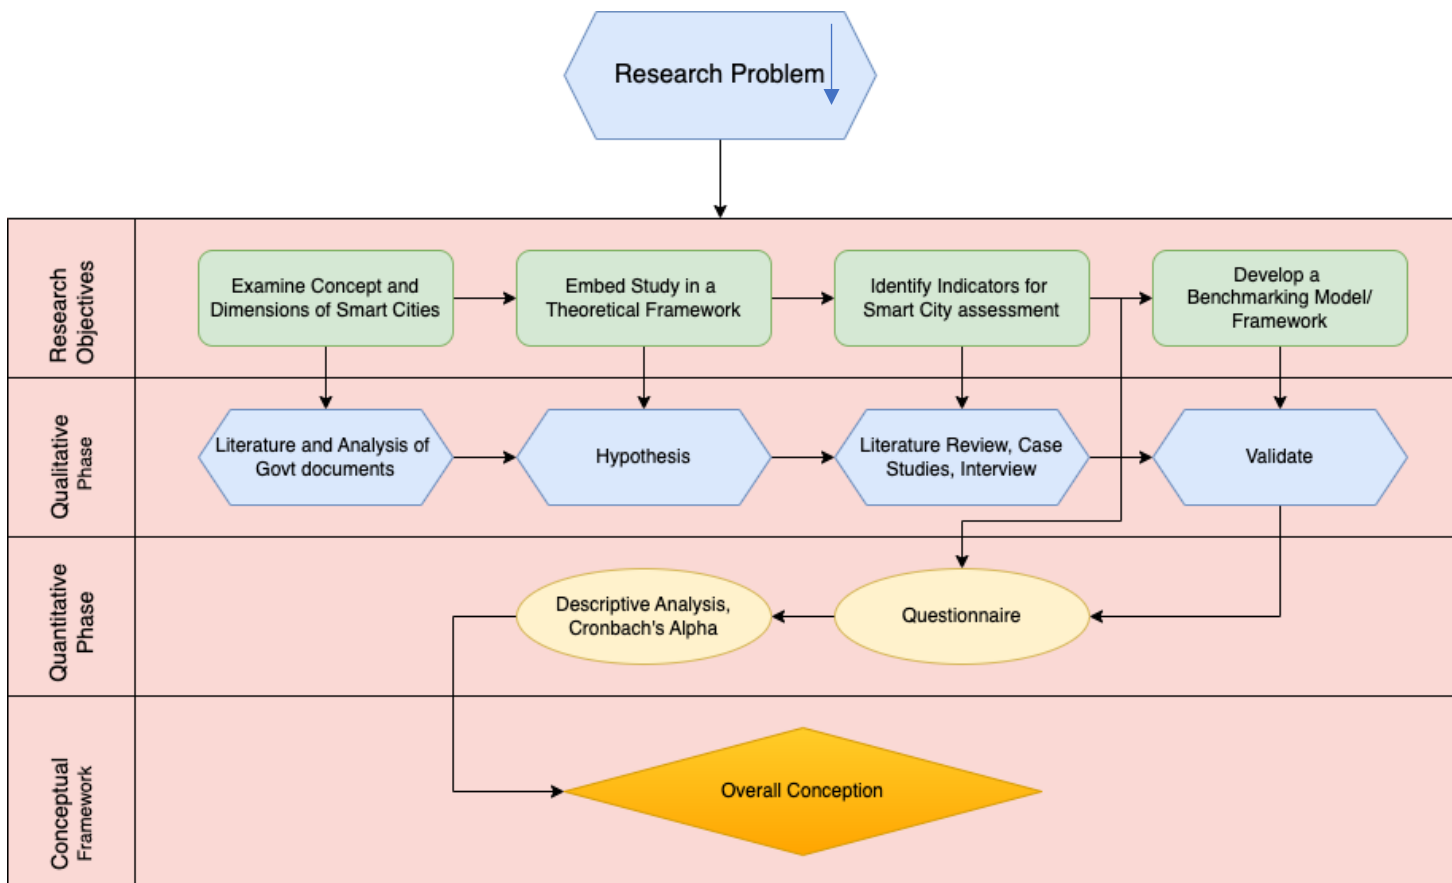 Research Problem
Research
Objectives
Examine Concept and
Dimensions of Smart Cities
Embed Study in a
Theoretical Framework
Identify Indicators for
Smart City assessment
Develop a
Benchmarking Model/
Framework
Qualitative
Phase
Literature and Analysis of
Govt documents
Hypothesis
Literature Review, Case
Studies, Interview
Validate
Quantitative
Phase
Descriptive Analysis,
Cronbach's Alpha
Questionnaire
Conceptual
Framework
Overall Conception